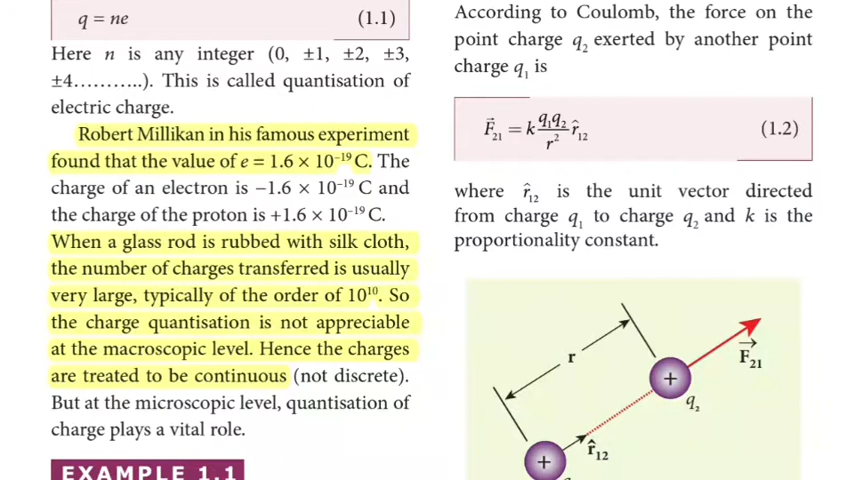 q = ne (1.1)
Here n is any integer (0, ±1, ±2, ±3,
±4………..). This is called quantisation of
electric charge.
Robert Millikan in his famous experiment
found that the value of e = 1.6 × 10⁻¹⁹C. The
charge of an electron is −1.6 × 10⁻¹⁹ C and
the charge of the proton is +1.6 × 10⁻¹⁹ C.
When a glass rod is rubbed with silk cloth,
the number of charges transferred is usually
very large, typically of the order of 10¹⁰. So
the charge quantisation is not appreciable
at the macroscopic level. Hence the charges
are treated to be continuous (not discrete).
But at the microscopic level, quantisation of
charge plays a vital role.
EXAMPLE 1.1
According to Coulomb, the force on the
point charge q₂ exerted by another point
charge q₁ is
F⃗₂₁ = k q₁q₂/r² r̂₁₂ (1.2)
where r̂₁₂ is the unit vector directed
from charge q₁ to charge q₂ and k is the
proportionality constant.
r
F⃗₂₁
+
q₂
r̂₁₂
+